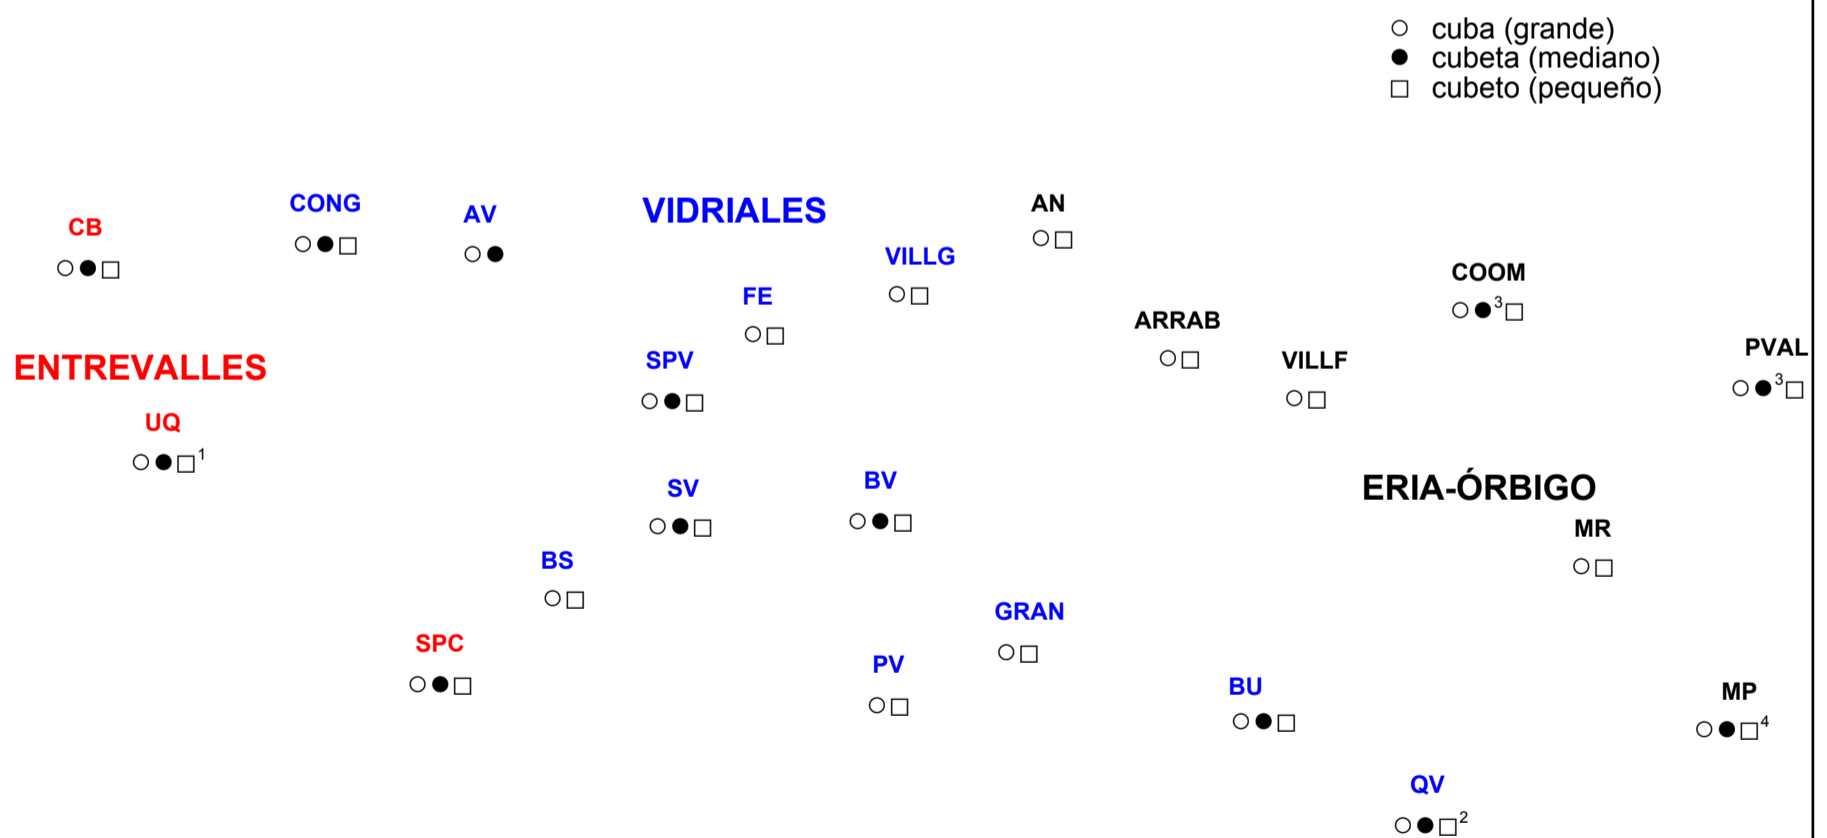 cuba (grande)
cubeta (mediano)
cubeto (pequeño)
CONG
AV
VIDRIALES
AN
CB
VILLG
COOM
3
FE
ARRAB
PVAL
3
ENTREVALLES
SPV
VILLF
UQ
1
SV
BV
ERIA-ÓRBIGO
MR
BS
GRAN
SPC
PV
BU
MP
4
QV
2